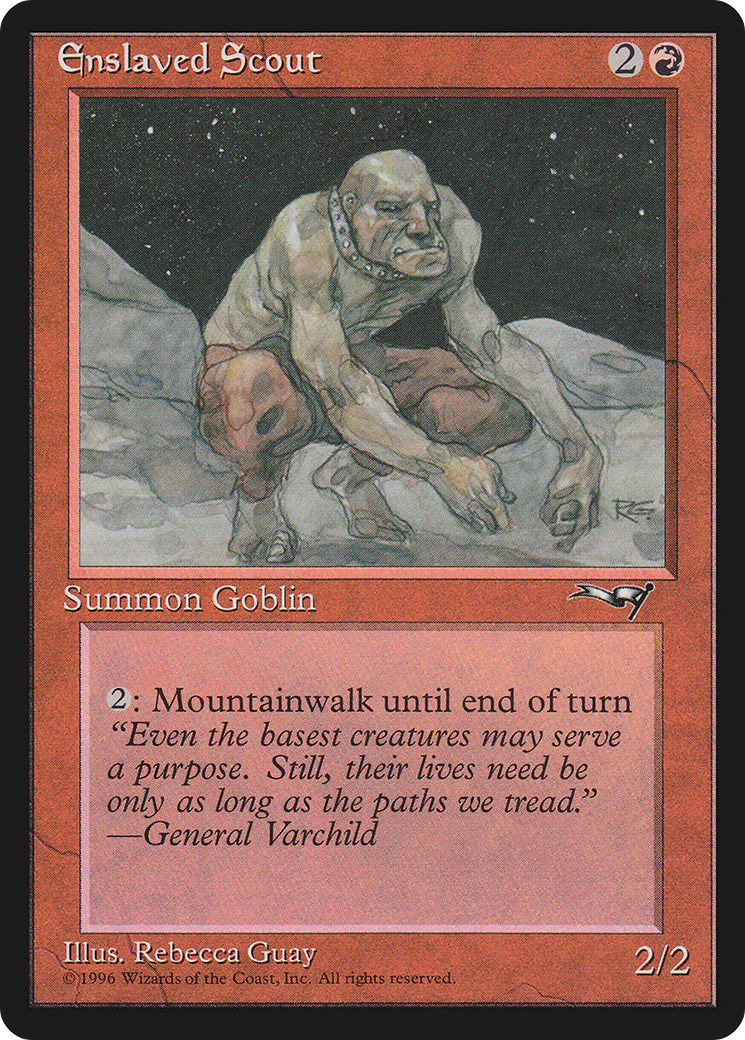 Enslaved Scout 2
RG.
Summon Goblin
2: Mountainwalk until end of turn
“Even the basest creatures may serve
a purpose. Still, their lives need be
only as long as the paths we tread.”
—General Varchild
Illus. Rebecca Guay
2/2
©1996 Wizards of the Coast, Inc. All rights reserved.